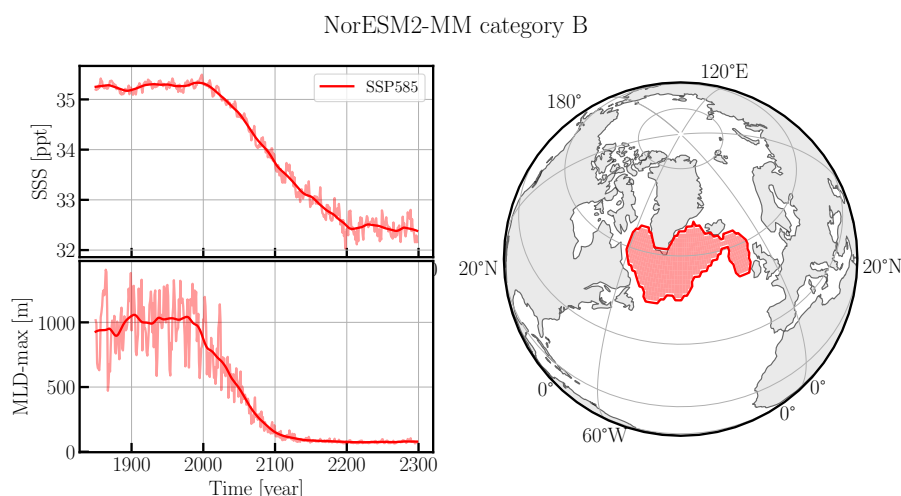 NorESM2-MM category B
SSS [ppt]
35
34
33
32
SSP585
MLD-max [m]
1000
500
0
1900
2000
2100
2200
2300
Time [year]
120°E
180°
20°N
20°N
0°
0°
0°
60°W